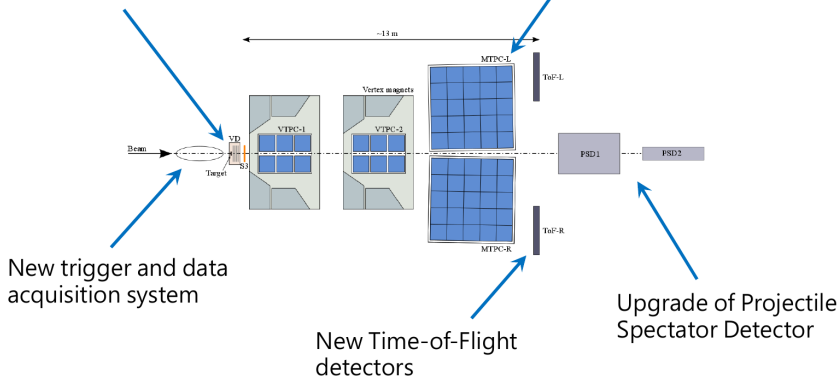 ~13 m
MTPC-L
ToF-L
Vertex magnets
VTPC-1
VTPC-2
VD
Beam
Target
S3
PSD1
PSD2
ToF-R
MTPC-R
New trigger and data
acquisition system
New Time-of-Flight
detectors
Upgrade of Projectile
Spectator Detector